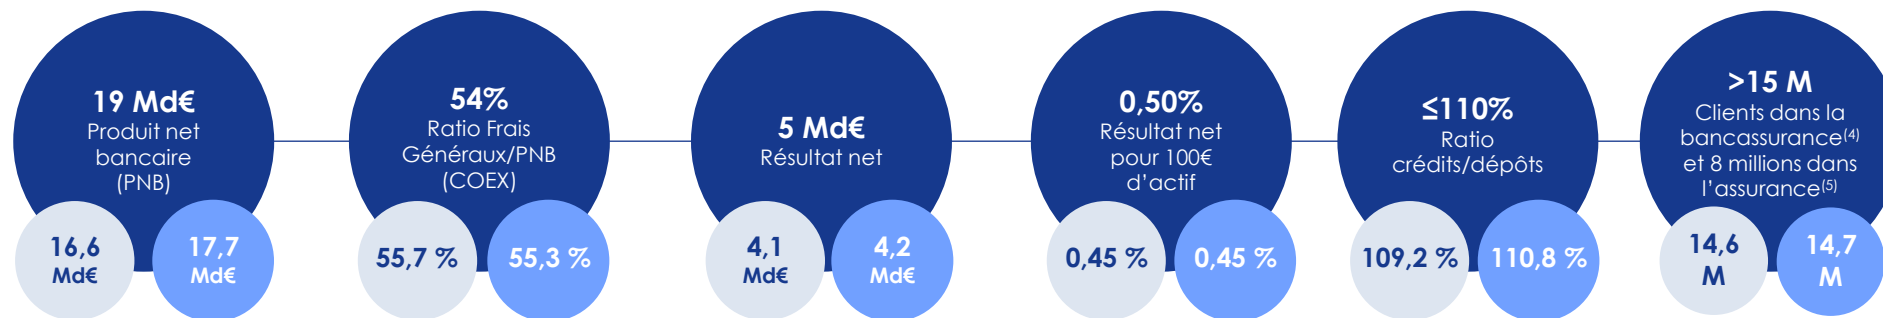 19 Md€
Produit net
bancaire
(PNB)
16,6
Md€
17,7
Md€
54%
Ratio Frais
Généraux/PNB
(COEX)
55,7 %
55,3 %
5 Md€
Résultat net
4,1
Md€
4,2
Md€
0,50%
Résultat net
pour 100€
d’actif
0,45 %
0,45 %
≤110%
Ratio
crédits/dépôts
109,2 %
110,8 %
>15 M
Clients dans la
bancassurance(4)
et 8 millions dans
l’assurance(5)
14,6
M
14,7
M